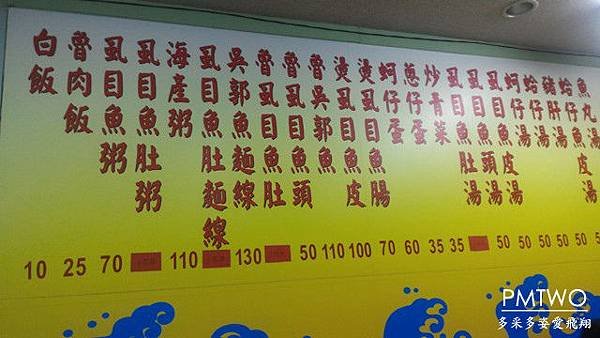 白飯
魯肉飯
虱目魚粥
虱目魚肚粥
海產粥
虱目魚肚麵線
吳郭魚麵線
魯虱目魚肚
魯虱目魚頭
魯吳郭魚
燙虱目魚皮
燙虱目魚腸
蚵仔蛋
蔥仔蛋
炒青菜
虱目魚肚湯
虱目魚頭湯
虱目魚皮湯
蚵仔湯
蛤仔湯
豬肝湯
10 25 70 110 130 50 110 100 70 60 35 35 50 50 50 50 50 50
PMTWO
多采多姿愛飛翔